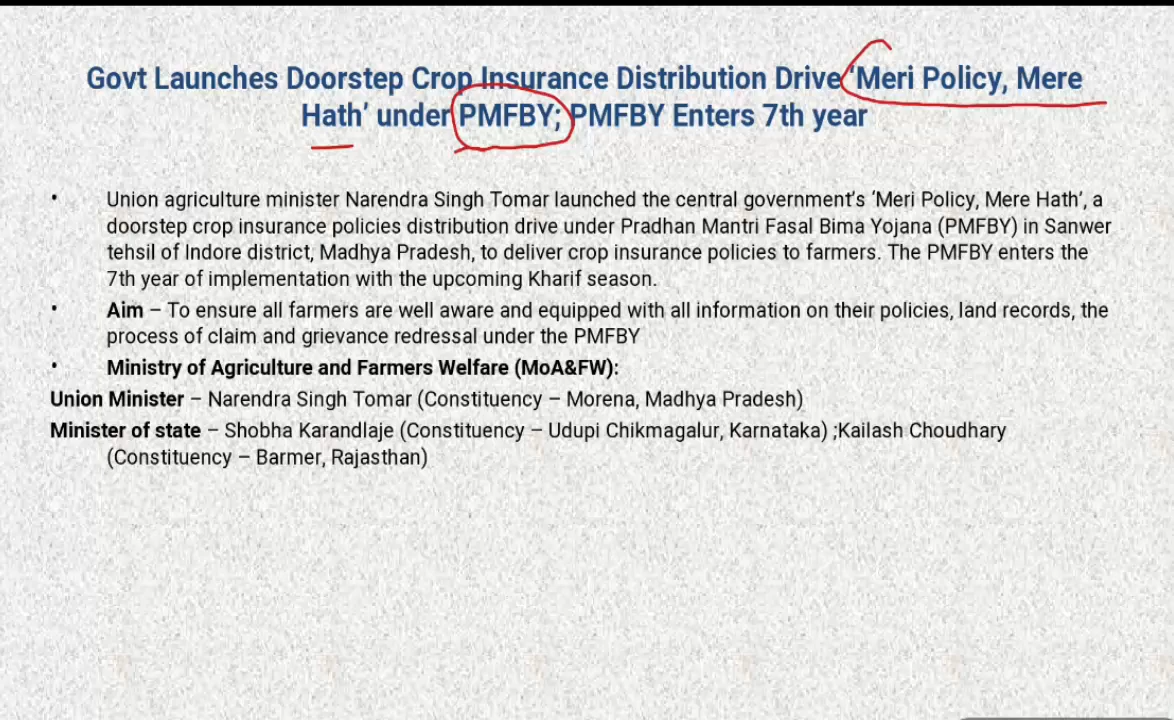 Govt Launches Doorstep Crop Insurance Distribution Drive 'Meri Policy, Mere
Hath' under PMFBY; PMFBY Enters 7th year
• Union agriculture minister Narendra Singh Tomar launched the central government's 'Meri Policy, Mere Hath', a
doorstep crop insurance policies distribution drive under Pradhan Mantri Fasal Bima Yojana (PMFBY) in Sanwer
tehsil of Indore district, Madhya Pradesh, to deliver crop insurance policies to farmers. The PMFBY enters the
7th year of implementation with the upcoming Kharif season.
• Aim – To ensure all farmers are well aware and equipped with all information on their policies, land records, the
process of claim and grievance redressal under the PMFBY
• Ministry of Agriculture and Farmers Welfare (MoA&FW):
Union Minister – Narendra Singh Tomar (Constituency – Morena, Madhya Pradesh)
Minister of state – Shobha Karandlaje (Constituency – Udupi Chikmagalur, Karnataka) ;Kailash Choudhary
(Constituency – Barmer, Rajasthan)